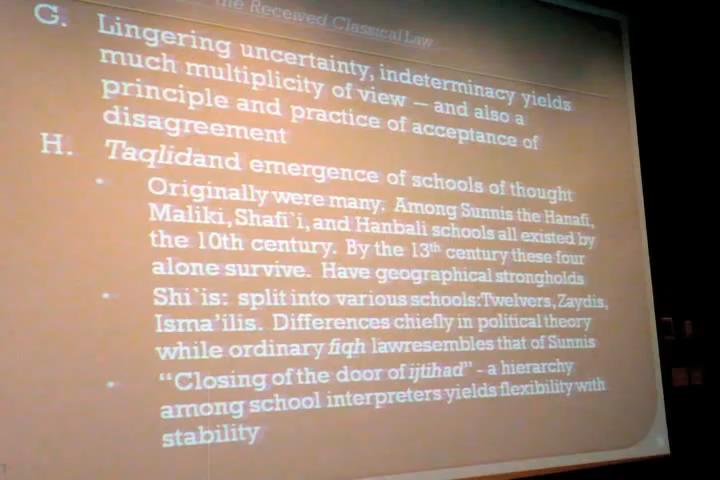 the Received Classical Law
G. Lingering uncertainty, indeterminacy yields
much multiplicity of view – and also a
principle and practice of acceptance of
disagreement
H. Taqlidand emergence of schools of thought
• Originally were many. Among Sunnis the Hanafi,
Maliki, Shafi`i, and Hanbali schools all existed by
the 10th century. By the 13th century these four
alone survive. Have geographical strongholds
• Shi`is: split into various schools:Twelvers, Zaydis,
Isma'ilis. Differences chiefly in political theory
while ordinary fiqh lawresembles that of Sunnis
• “Closing of the door of ijtihad” - a hierarchy
among school interpreters yields flexibility with
stability